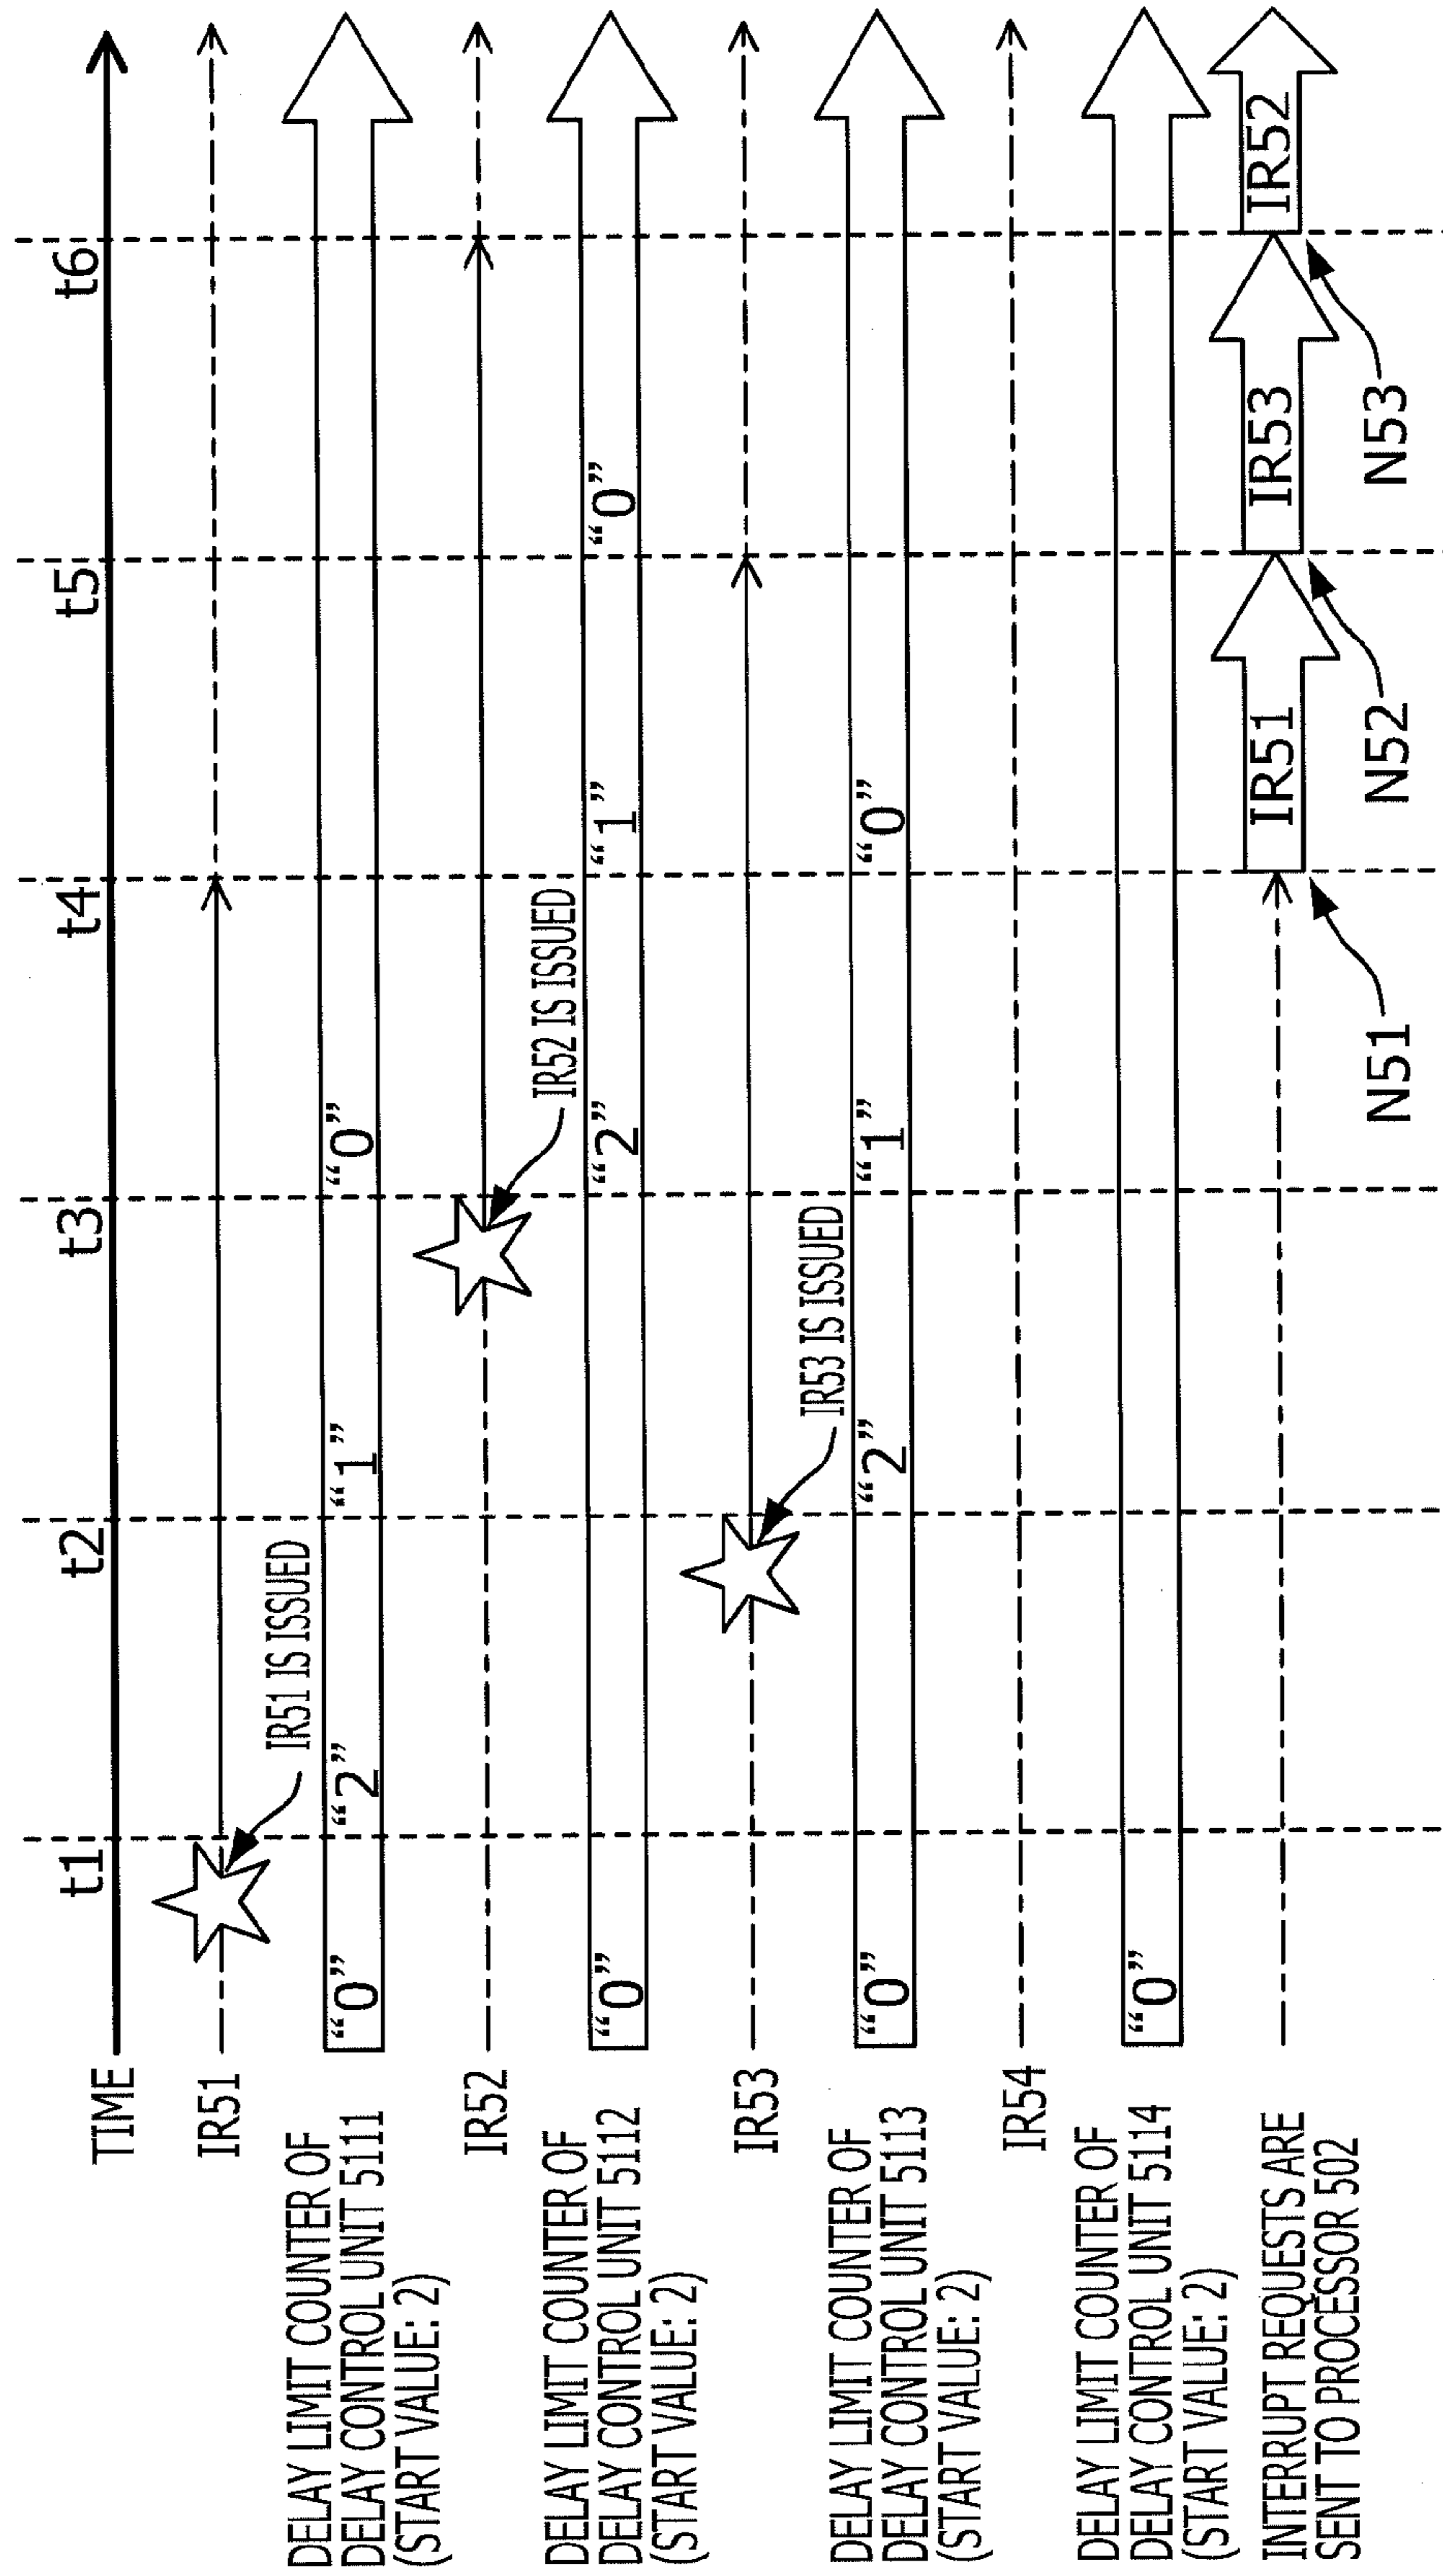 TIME
t1
t2
t3
t4
t5
t6
IR51
IR51 IS ISSUED
DELAY LIMIT COUNTER OF
DELAY CONTROL UNIT 5111
(START VALUE: 2)
“0”
“2”
“1”
“0”
IR52
IR52 IS ISSUED
DELAY LIMIT COUNTER OF
DELAY CONTROL UNIT 5112
(START VALUE: 2)
“0”
“2”
“1”
“0”
IR53
IR53 IS ISSUED
DELAY LIMIT COUNTER OF
DELAY CONTROL UNIT 5113
(START VALUE: 2)
“0”
“2”
“1”
“0”
IR54
DELAY LIMIT COUNTER OF
DELAY CONTROL UNIT 5114
(START VALUE: 2)
“0”
INTERRUPT REQUESTS ARE
SENT TO PROCESSOR 502
IR51
IR53
IR52
N51
N52
N53